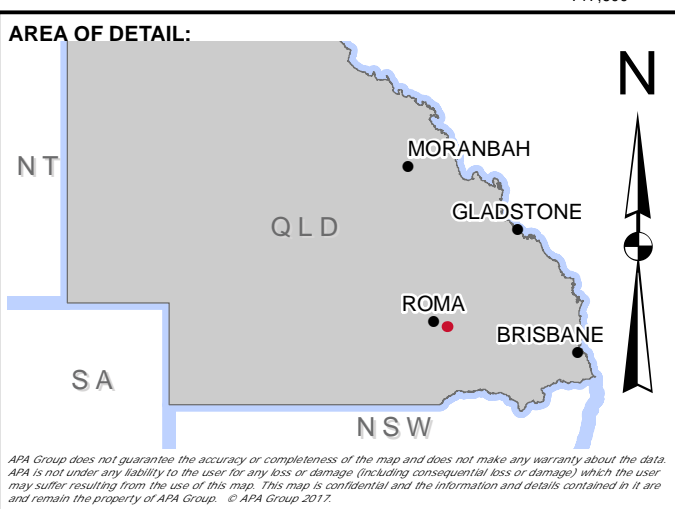 AREA OF DETAIL:
N
MORANBAH
NT
GLADSTONE
QLD
ROMA
BRISBANE
SA
NSW
APA Group does not guarantee the accuracy or completeness of the map and does not make any warranty about the data.
APA is not under any liability to the user for any loss or damage (including consequential loss or damage) which the user
may suffer resulting from the use of this map. This map is confidential and the information and details contained in it are
and remain the property of APA Group. © APA Group 2017.